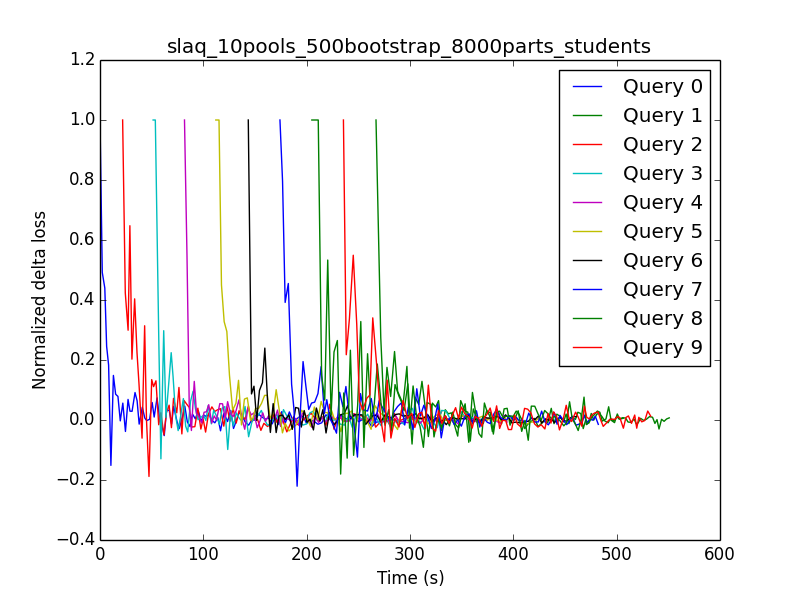 slaq_10pools_500bootstrap_8000parts_students
1.2
1.0
0.8
0.6
0.4
0.2
0.0
−0.2
−0.4
Normalized delta loss
Query 0
Query 1
Query 2
Query 3
Query 4
Query 5
Query 6
Query 7
Query 8
Query 9
0 100 200 300 400 500 600
Time (s)